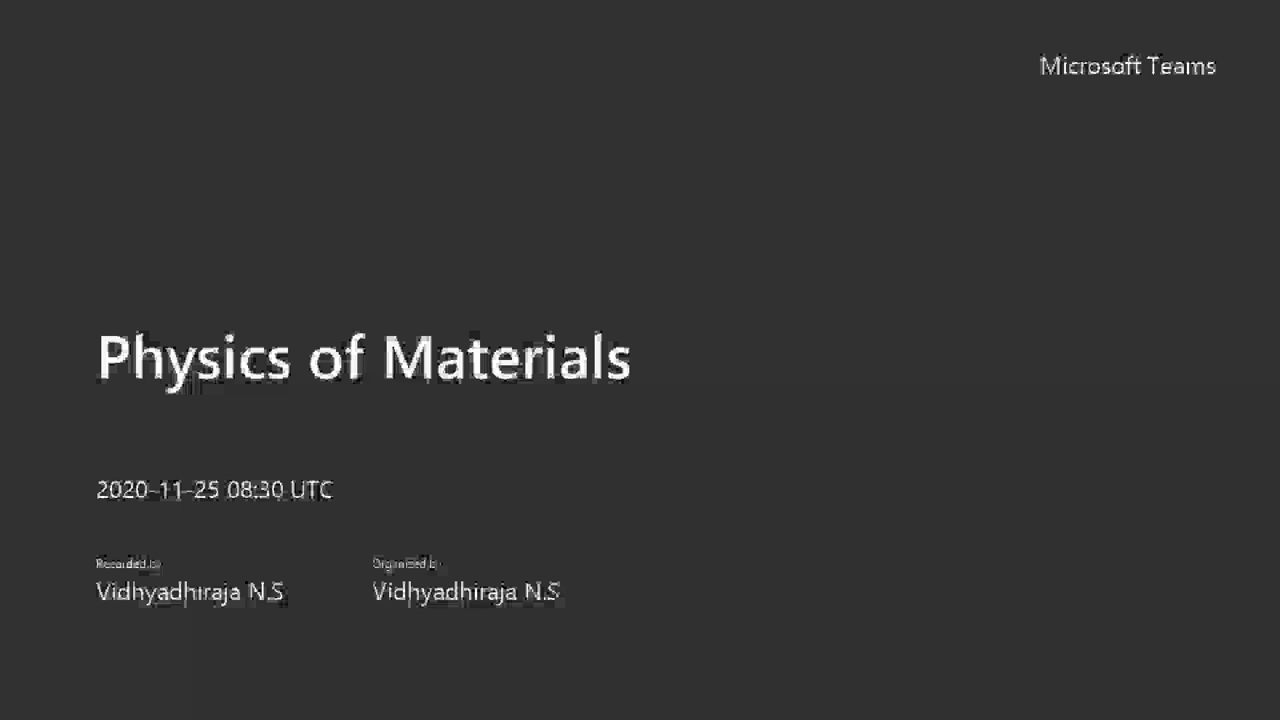 Microsoft Teams
Physics of Materials
2020-11-25 08:30 UTC
Recorded by Organized by
Vidhyadhiraja N.S Vidhyadhiraja N.S